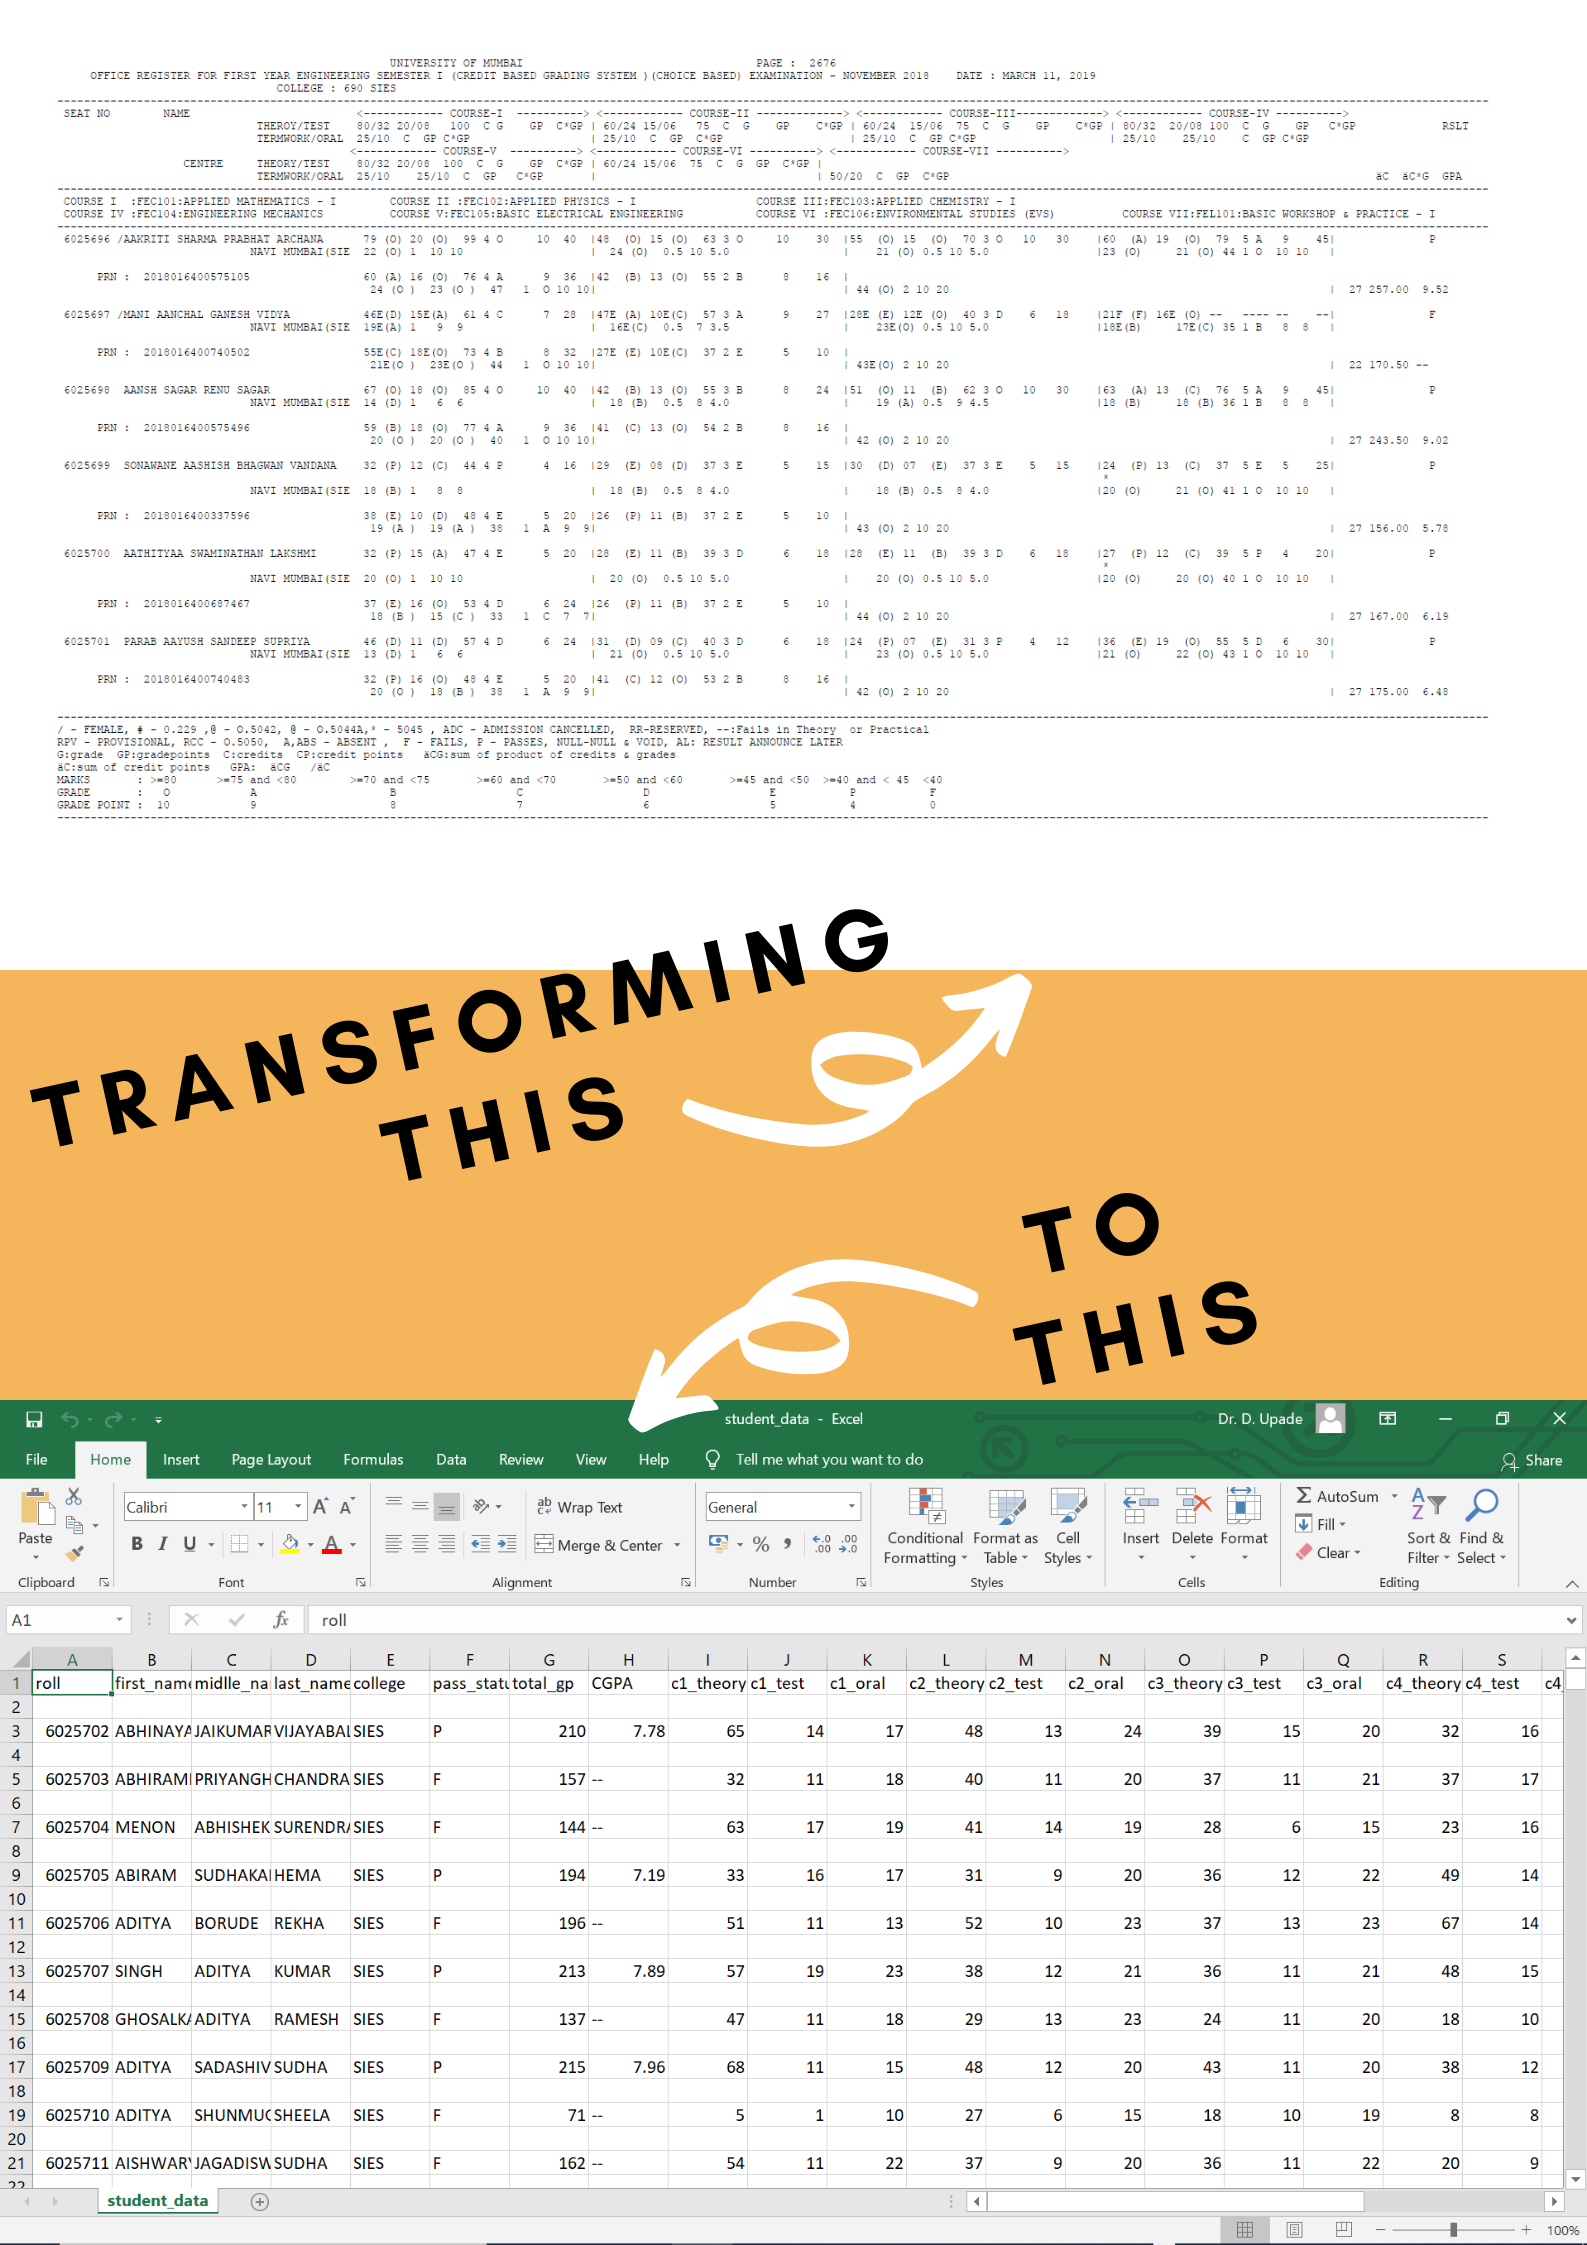 UNIVERSITY OF MUMBAI PAGE : 2676
OFFICE REGISTER FOR FIRST YEAR ENGINEERING SEMESTER I (CREDIT BASED GRADING SYSTEM )(CHOICE BASED) EXAMINATION - NOVEMBER 2018 DATE : MARCH 11, 2019
COLLEGE : 690 SIES
SEAT NO NAME <------------ COURSE-I ----------> <------------ COURSE-II -------------> <------------ COURSE-III-------------> <------------ COURSE-IV ---------->
THEROY/TEST 80/32 20/08 100 C G GP C*GP | 60/24 15/06 75 C G GP C*GP | 60/24 15/06 75 C G GP C*GP | 80/32 20/08 100 C G GP C*GP RSLT
TERMWORK/ORAL 25/10 C GP C*GP | 25/10 C GP C*GP | 25/10 C GP C*GP | 25/10 25/10 C GP C*GP
<------------ COURSE-V ----------> <------------ COURSE-VI ----------> <------------ COURSE-VII ---------->
CENTRE THEORY/TEST 80/32 20/08 100 C G GP C*GP | 60/24 15/06 75 C G GP C*GP |
TERMWORK/ORAL 25/10 25/10 C GP C*GP | | 50/20 C GP C*GP äC äC*G GPA
COURSE I :FEC101:APPLIED MATHEMATICS - I COURSE II :FEC102:APPLIED PHYSICS - I COURSE III:FEC103:APPLIED CHEMISTRY - I
COURSE IV :FEC104:ENGINEERING MECHANICS COURSE V:FEC105:BASIC ELECTRICAL ENGINEERING COURSE VI :FEC106:ENVIRONMENTAL STUDIES (EVS) COURSE VII:FEL101:BASIC WORKSHOP & PRACTICE - I
6025696 /AAKRITI SHARMA PRABHAT ARCHANA 79 (O) 20 (O) 99 4 O 10 40 |48 (O) 15 (O) 63 3 O 10 30 |55 (O) 15 (O) 70 3 O 10 30 |60 (A) 19 (O) 79 5 A 9 45| P
NAVI MUMBAI(SIE 22 (O) 1 10 10 | 24 (O) 0.5 10 5.0 | 21 (O) 0.5 10 5.0 |23 (O) 21 (O) 44 1 O 10 10 |
PRN : 2018016400575105 60 (A) 16 (O) 76 4 A 9 36 |42 (B) 13 (O) 55 2 B 8 16 |
24 (O ) 23 (O ) 47 1 O 10 10| | 44 (O) 2 10 20 | 27 257.00 9.52
6025697 /MANI AANCHAL GANESH VIDYA 46E(D) 15E(A) 61 4 C 7 28 |47E (A) 10E(C) 57 3 A 9 27 |28E (E) 12E (O) 40 3 D 6 18 |21F (F) 16E (O) -- ---- -- --| F
NAVI MUMBAI(SIE 19E(A) 1 9 9 | 16E(C) 0.5 7 3.5 | 23E(O) 0.5 10 5.0 |18E(B) 17E(C) 35 1 B 8 8 |
PRN : 2018016400740502 55E(C) 18E(O) 73 4 B 8 32 |27E (E) 10E(C) 37 2 E 5 10 |
21E(O ) 23E(O ) 44 1 O 10 10| | 43E(O) 2 10 20 | 22 170.50 --
6025698 AANSH SAGAR RENU SAGAR 67 (O) 18 (O) 85 4 O 10 40 |42 (B) 13 (O) 55 3 B 8 24 |51 (O) 11 (B) 62 3 O 10 30 |63 (A) 13 (C) 76 5 A 9 45| P
NAVI MUMBAI(SIE 14 (D) 1 6 6 | 18 (B) 0.5 8 4.0 | 19 (A) 0.5 9 4.5 |18 (B) 18 (B) 36 1 B 8 8 |
PRN : 2018016400575496 59 (B) 18 (O) 77 4 A 9 36 |41 (C) 13 (O) 54 2 B 8 16 |
20 (O ) 20 (O ) 40 1 O 10 10| | 42 (O) 2 10 20 | 27 243.50 9.02
6025699 SONAWANE AASHISH BHAGWAN VANDANA 32 (P) 12 (C) 44 4 P 4 16 |29 (E) 08 (D) 37 3 E 5 15 |30 (D) 07 (E) 37 3 E 5 15 |24 (P) 13 (C) 37 5 E 5 25| P
*
NAVI MUMBAI(SIE 18 (B) 1 8 8 | 18 (B) 0.5 8 4.0 | 18 (B) 0.5 8 4.0 |20 (O) 21 (O) 41 1 O 10 10 |
PRN : 2018016400337596 38 (E) 10 (D) 48 4 E 5 20 |26 (P) 11 (B) 37 2 E 5 10 |
19 (A ) 19 (A ) 38 1 A 9 9| | 43 (O) 2 10 20 | 27 156.00 5.78
6025700 AATHITYAA SWAMINATHAN LAKSHMI 32 (P) 15 (A) 47 4 E 5 20 |28 (E) 11 (B) 39 3 D 6 18 |28 (E) 11 (B) 39 3 D 6 18 |27 (P) 12 (C) 39 5 P 4 20| P
*
NAVI MUMBAI(SIE 20 (O) 1 10 10 | 20 (O) 0.5 10 5.0 | 20 (O) 0.5 10 5.0 |20 (O) 20 (O) 40 1 O 10 10 |
PRN : 2018016400687467 37 (E) 16 (O) 53 4 D 6 24 |26 (P) 11 (B) 37 2 E 5 10 |
18 (B ) 15 (C ) 33 1 C 7 7| | 44 (O) 2 10 20 | 27 167.00 6.19
6025701 PARAB AAYUSH SANDEEP SUPRIYA 46 (D) 11 (D) 57 4 D 6 24 |31 (D) 09 (C) 40 3 D 6 18 |24 (P) 07 (E) 31 3 P 4 12 |36 (E) 19 (O) 55 5 D 6 30| P
NAVI MUMBAI(SIE 13 (D) 1 6 6 | 21 (O) 0.5 10 5.0 | 23 (O) 0.5 10 5.0 |21 (O) 22 (O) 43 1 O 10 10 |
PRN : 2018016400740483 32 (P) 16 (O) 48 4 E 5 20 |41 (C) 12 (O) 53 2 B 8 16 |
20 (O ) 18 (B ) 38 1 A 9 9| | 42 (O) 2 10 20 | 27 175.00 6.48
/ - FEMALE, # - 0.229 ,@ - O.5042, @ - O.5044A,* - 5045 , ADC - ADMISSION CANCELLED, RR-RESERVED, --:Fails in Theory or Practical
RPV - PROVISIONAL, RCC - O.5050, A,ABS - ABSENT , F - FAILS, P - PASSES, NULL-NULL & VOID, AL: RESULT ANNOUNCE LATER
G:grade GP:gradepoints C:credits CP:credit points äCG:sum of product of credits & grades
äC:sum of credit points GPA: äCG /äC
MARKS : >=80 >=75 and <80 >=70 and <75 >=60 and <70 >=50 and <60 >=45 and <50 >=40 and < 45 <40
GRADE : O A B C D E P F
GRADE POINT : 10 9 8 7 6 5 4 0
TRANSFORMING
THIS
TO
THIS
student_data - Excel Dr. D. Upade
File Home Insert Page Layout Formulas Data Review View Help Tell me what you want to do Share
Paste Calibri 11 A A ab Wrap Text General Conditional Formatting Format as Table Cell Styles Insert Delete Format AutoSum Fill Clear Sort & Filter Find & Select
B I U A Merge & Center % , .00 .0
Clipboard Font Alignment Number Styles Cells Editing
A1 fx roll
A B C D E F G H I J K L M N O P Q R S
1 roll first_name midlle_na last_name college pass_statu total_gp CGPA c1_theory c1_test c1_oral c2_theory c2_test c2_oral c3_theory c3_test c3_oral c4_theory c4_test c4
2
3 6025702 ABHINAYA JAIKUMAR VIJAYABAL SIES P 210 7.78 65 14 17 48 13 24 39 15 20 32 16
4
5 6025703 ABHIRAMI PRIYANGH CHANDRA SIES F 157 -- 32 11 18 40 11 20 37 11 21 37 17
6
7 6025704 MENON ABHISHEK SURENDRA SIES F 144 -- 63 17 19 41 14 19 28 6 15 23 16
8
9 6025705 ABIRAM SUDHAKA HEMA SIES P 194 7.19 33 16 17 31 9 20 36 12 22 49 14
10
11 6025706 ADITYA BORUDE REKHA SIES F 196 -- 51 11 13 52 10 23 37 13 23 67 14
12
13 6025707 SINGH ADITYA KUMAR SIES P 213 7.89 57 19 23 38 12 21 36 11 21 48 15
14
15 6025708 GHOSALKA ADITYA RAMESH SIES F 137 -- 47 11 18 29 13 23 24 11 20 18 10
16
17 6025709 ADITYA SADASHIV SUDHA SIES P 215 7.96 68 11 15 48 12 20 43 11 20 38 12
18
19 6025710 ADITYA SHUNMUG SHEELA SIES F 71 -- 5 1 10 27 6 15 18 10 19 8 8
20
21 6025711 AISHWARY JAGADISW SUDHA SIES F 162 -- 54 11 22 37 9 20 36 11 22 20 9
22
student_data
100%